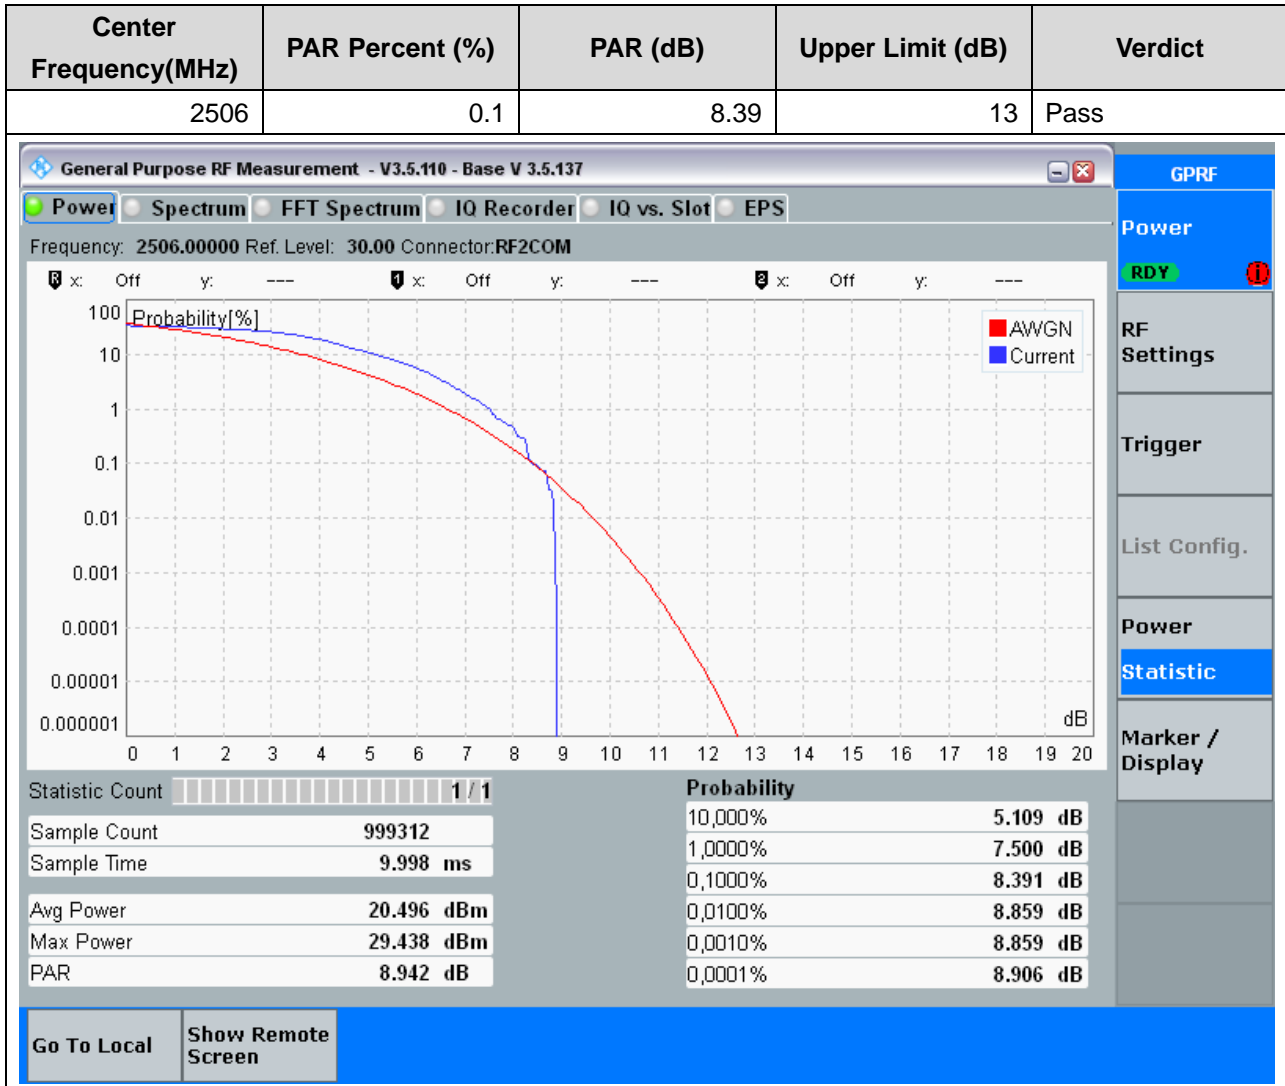 Center Frequency(MHz) PAR Percent (%) PAR (dB) Upper Limit (dB) Verdict
2506 0.1 8.39 13 Pass
General Purpose RF Measurement - V3.5.110 - Base V 3.5.137
GPRF
Power Spectrum FFT Spectrum IQ Recorder IQ vs. Slot EPS
Frequency: 2506.00000 Ref. Level: 30.00 Connector:RF2COM
R x: Off y: --- 1 x: Off y: --- 2 x: Off y: ---
Probability[%]
AWGN
Current
100
10
1
0.1
0.01
0.001
0.0001
0.00001
0.000001
dB
0 1 2 3 4 5 6 7 8 9 10 11 12 13 14 15 16 17 18 19 20
Statistic Count 1 / 1
Sample Count 999312
Sample Time 9.998 ms
Avg Power 20.496 dBm
Max Power 29.438 dBm
PAR 8.942 dB
Probability
10,000% 5.109 dB
1,0000% 7.500 dB
0,1000% 8.391 dB
0,0100% 8.859 dB
0,0010% 8.859 dB
0,0001% 8.906 dB
Power
RDY i
RF
Settings
Trigger
List Config.
Power
Statistic
Marker /
Display
Go To Local
Show Remote
Screen